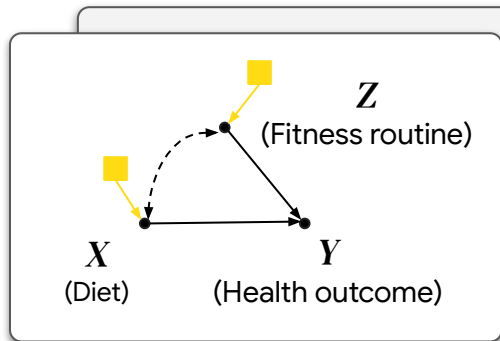 Z
(Fitness routine)
X
(Diet)
Y
(Health outcome)